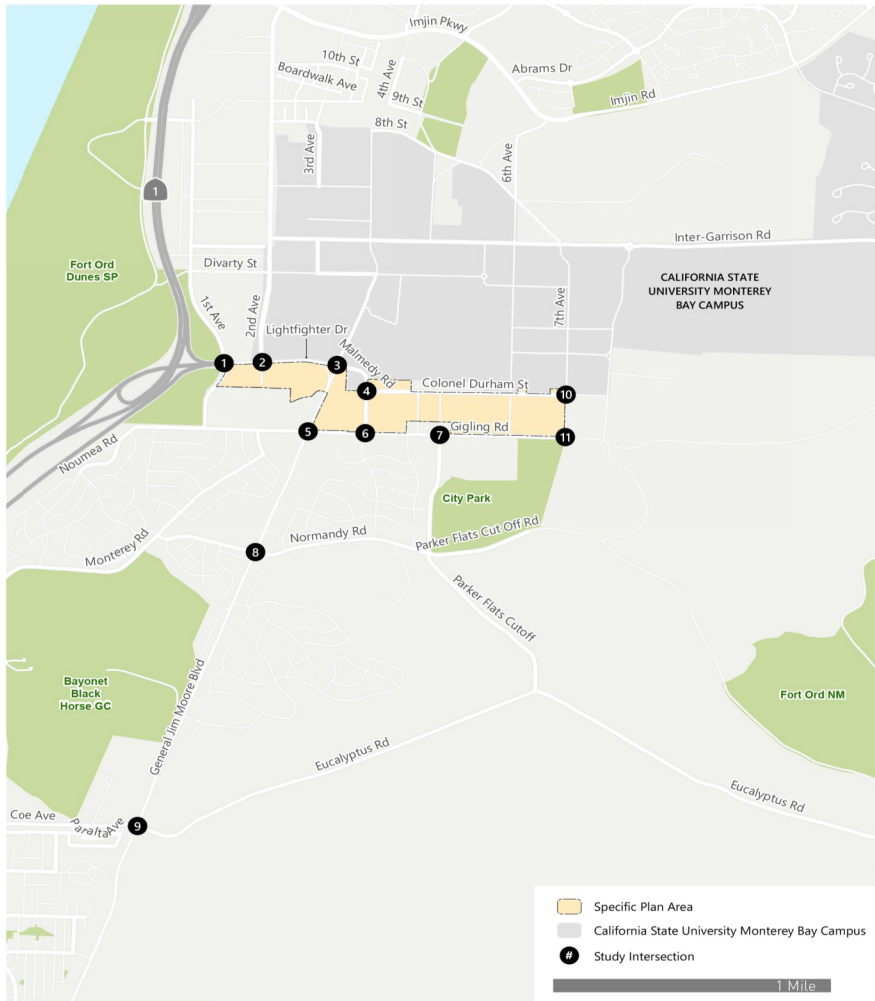 Imjin Pkwy
10th St
Boardwalk Ave
4th Ave
9th St
8th St
Abrams Dr
Imjin Rd
3rd Ave
6th Ave
1
Inter-Garrison Rd
Fort Ord
Dunes SP
Divarty St
CALIFORNIA STATE
UNIVERSITY MONTEREY
BAY CAMPUS
1st Ave
2nd Ave
7th Ave
Lightfighter Dr
Malmedy Rd
1
2
3
4
Colonel Durham St
10
5
6
7
Gigling Rd
11
Noumea Rd
City Park
Monterey Rd
8
Normandy Rd
Parker Flats Cut Off Rd
Parker Flats Cutoff
Bayonet
Black
Horse GC
General Jim Moore Blvd
Fort Ord NM
Eucalyptus Rd
Eucalyptus Rd
Coe Ave
Paralta Ave
9
Specific Plan Area
California State University Monterey Bay Campus
# Study Intersection
1 Mile